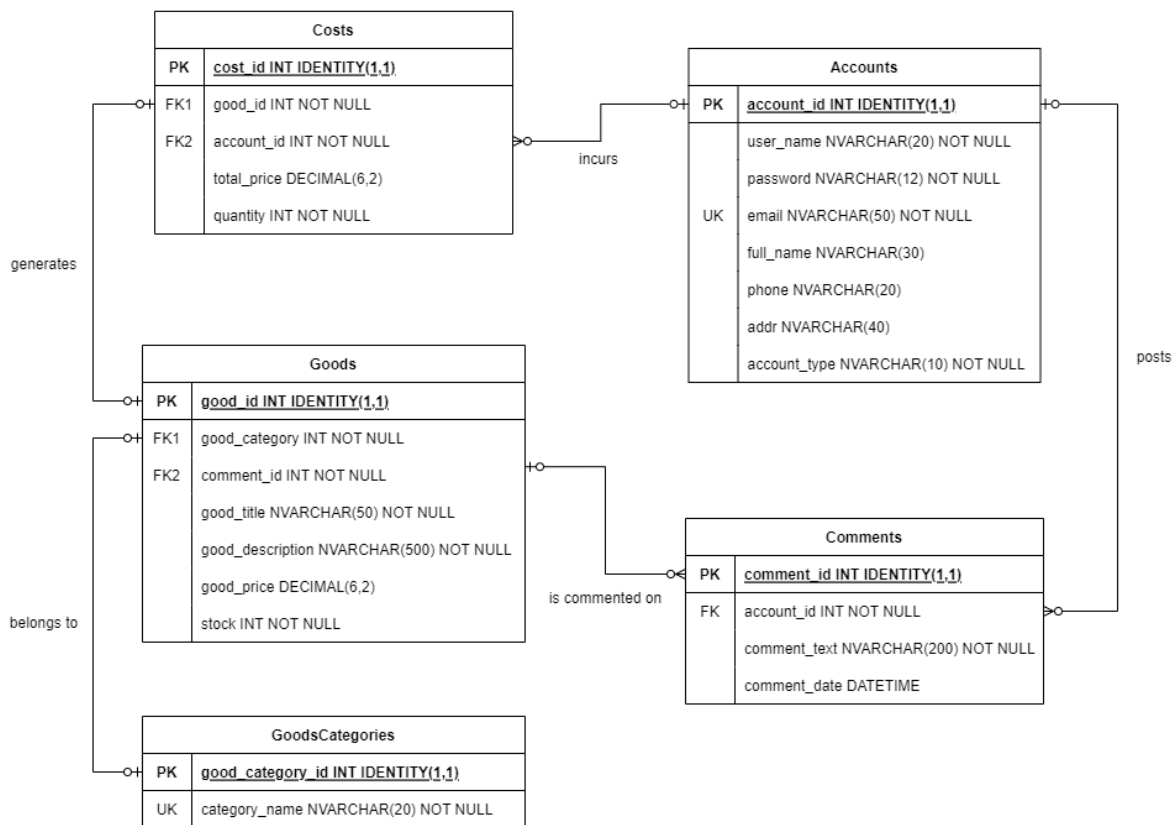 Costs
PK cost_id INT IDENTITY(1,1)
FK1 good_id INT NOT NULL
FK2 account_id INT NOT NULL
total_price DECIMAL(6,2)
quantity INT NOT NULL
incurs
Accounts
PK account_id INT IDENTITY(1,1)
user_name NVARCHAR(20) NOT NULL
password NVARCHAR(12) NOT NULL
UK email NVARCHAR(50) NOT NULL
full_name NVARCHAR(30)
phone NVARCHAR(20)
addr NVARCHAR(40)
account_type NVARCHAR(10) NOT NULL
generates
posts
Goods
PK good_id INT IDENTITY(1,1)
FK1 good_category INT NOT NULL
FK2 comment_id INT NOT NULL
good_title NVARCHAR(50) NOT NULL
good_description NVARCHAR(500) NOT NULL
good_price DECIMAL(6,2)
stock INT NOT NULL
is commented on
Comments
PK comment_id INT IDENTITY(1,1)
FK account_id INT NOT NULL
comment_text NVARCHAR(200) NOT NULL
comment_date DATETIME
belongs to
GoodsCategories
PK good_category_id INT IDENTITY(1,1)
UK category_name NVARCHAR(20) NOT NULL